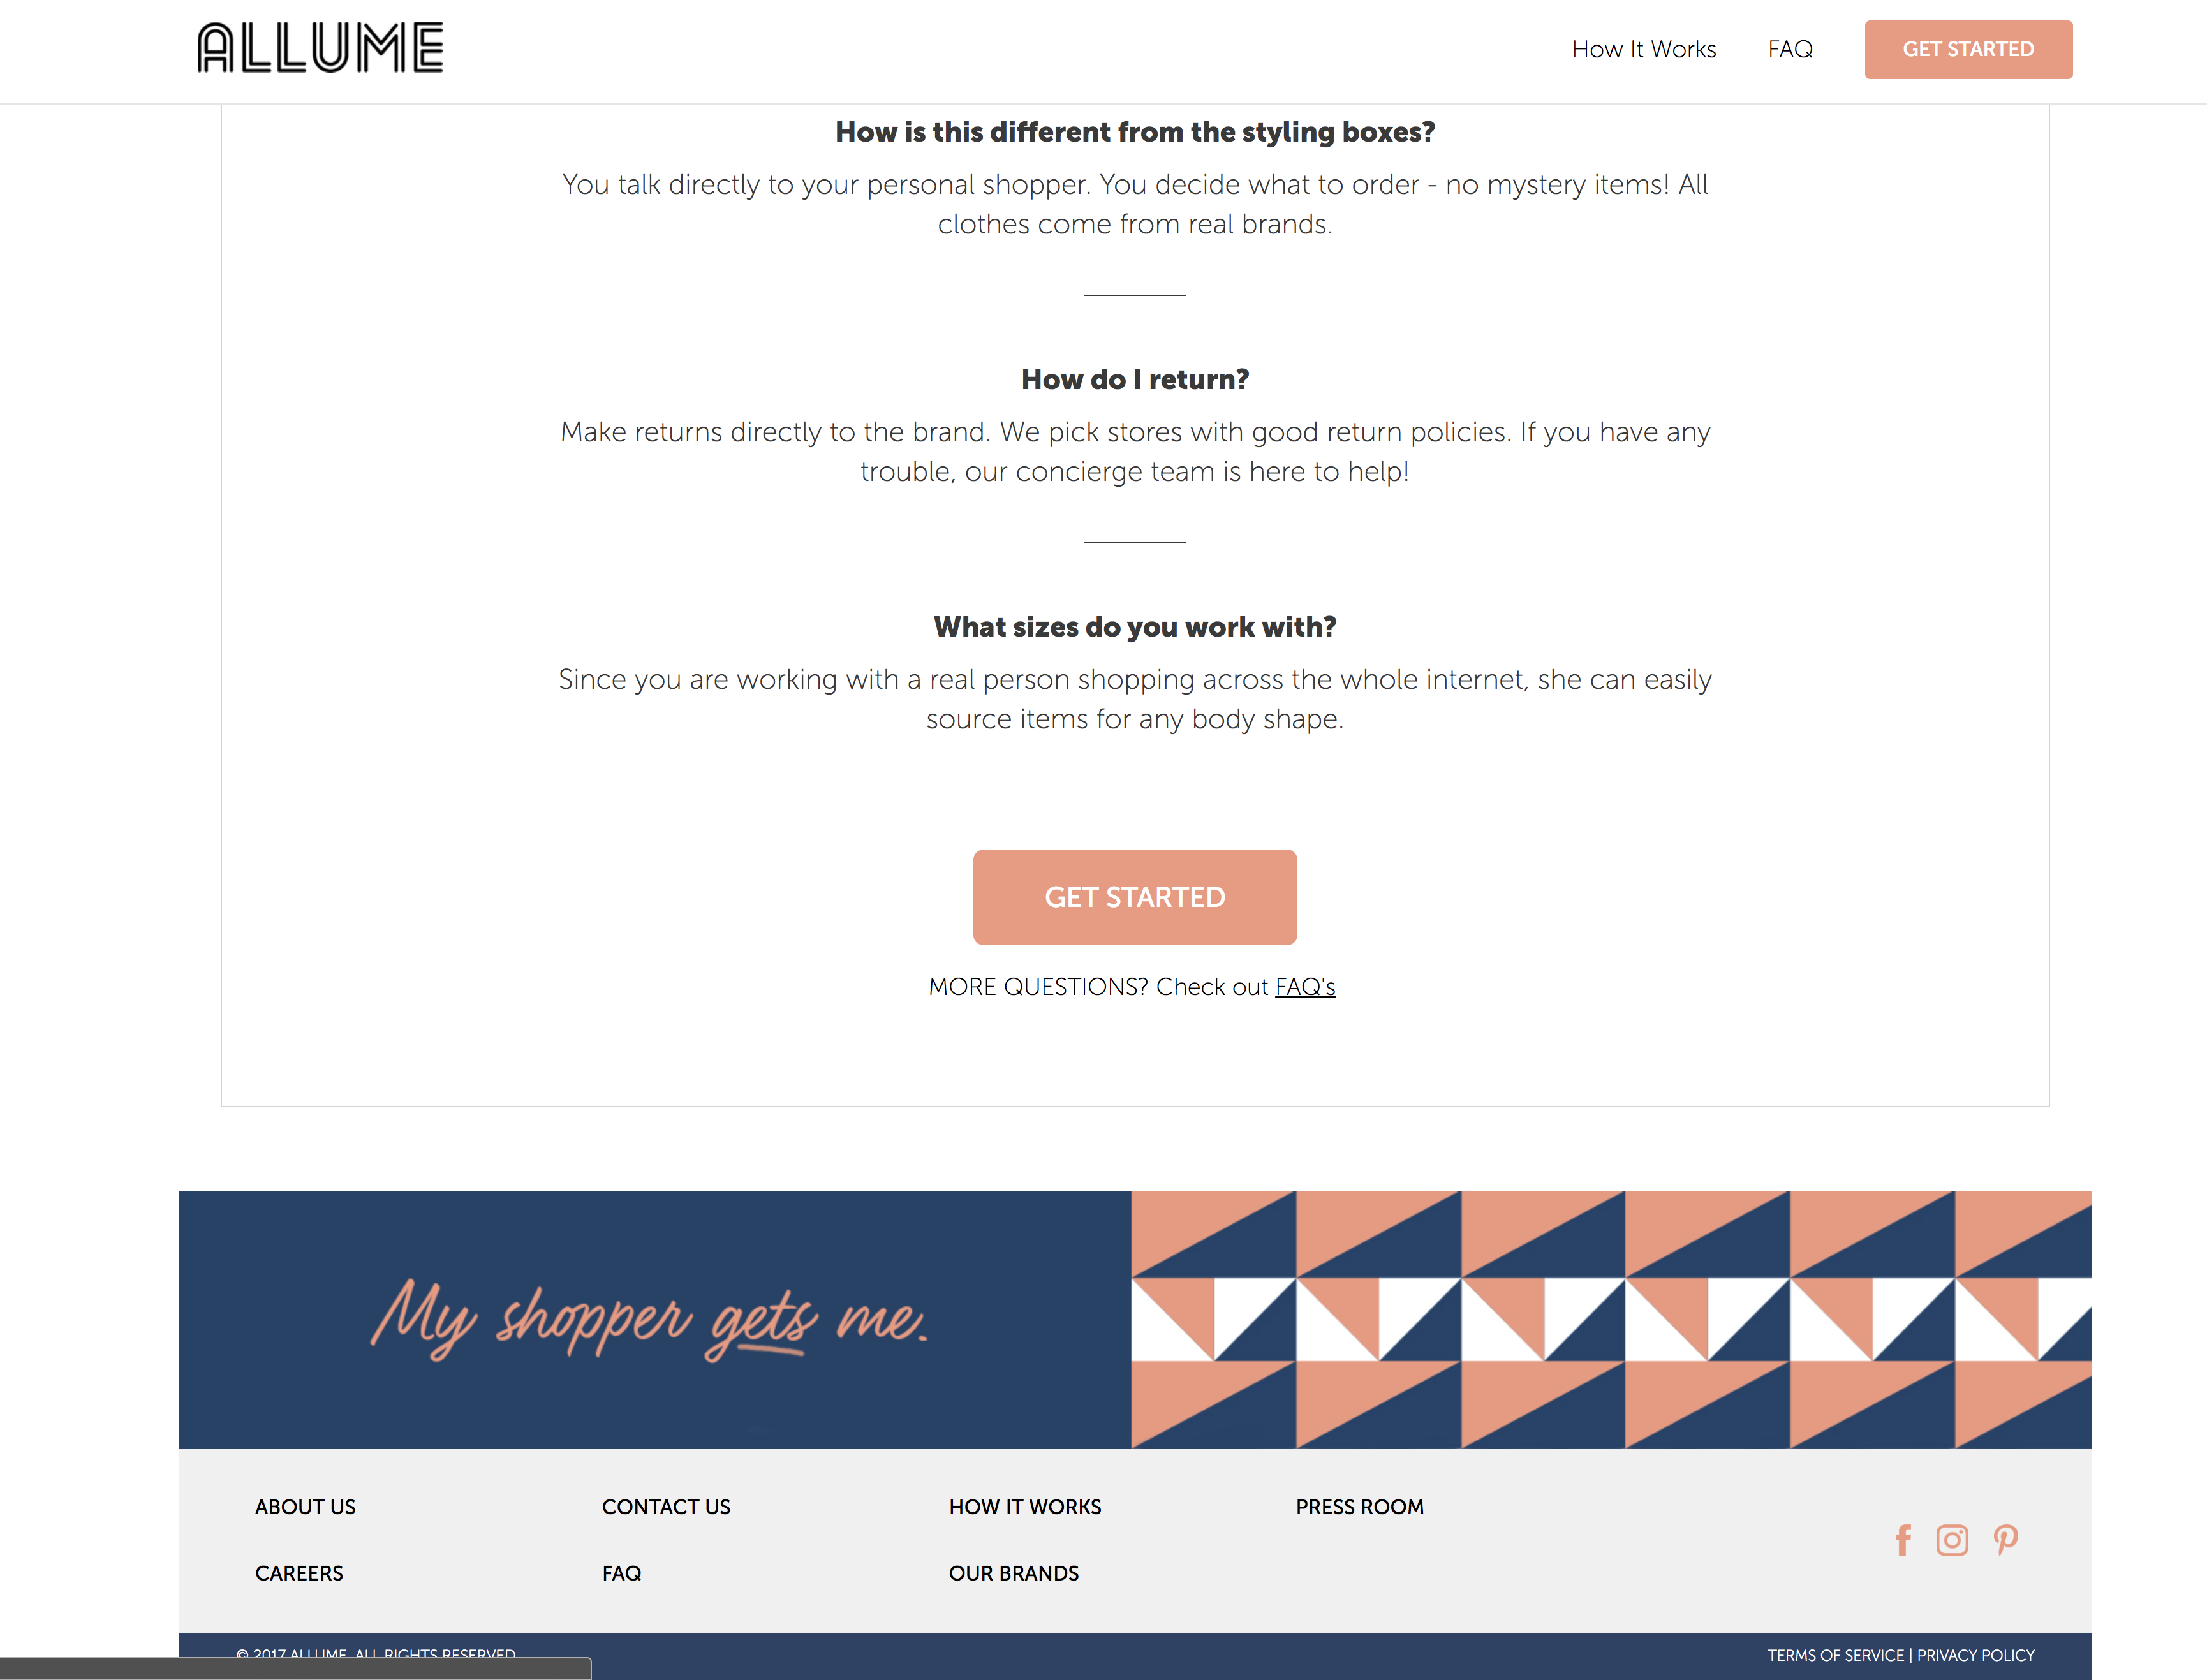 ALLUME
How It Works
FAQ
GET STARTED
How is this different from the styling boxes?
You talk directly to your personal shopper. You decide what to order - no mystery items! All
clothes come from real brands.
How do I return?
Make returns directly to the brand. We pick stores with good return policies. If you have any
trouble, our concierge team is here to help!
What sizes do you work with?
Since you are working with a real person shopping across the whole internet, she can easily
source items for any body shape.
GET STARTED
MORE QUESTIONS? Check out FAQ's
My shopper gets me.
ABOUT US
CONTACT US
HOW IT WORKS
PRESS ROOM
CAREERS
FAQ
OUR BRANDS
© 2017 ALLUME. ALL RIGHTS RESERVED
TERMS OF SERVICE | PRIVACY POLICY